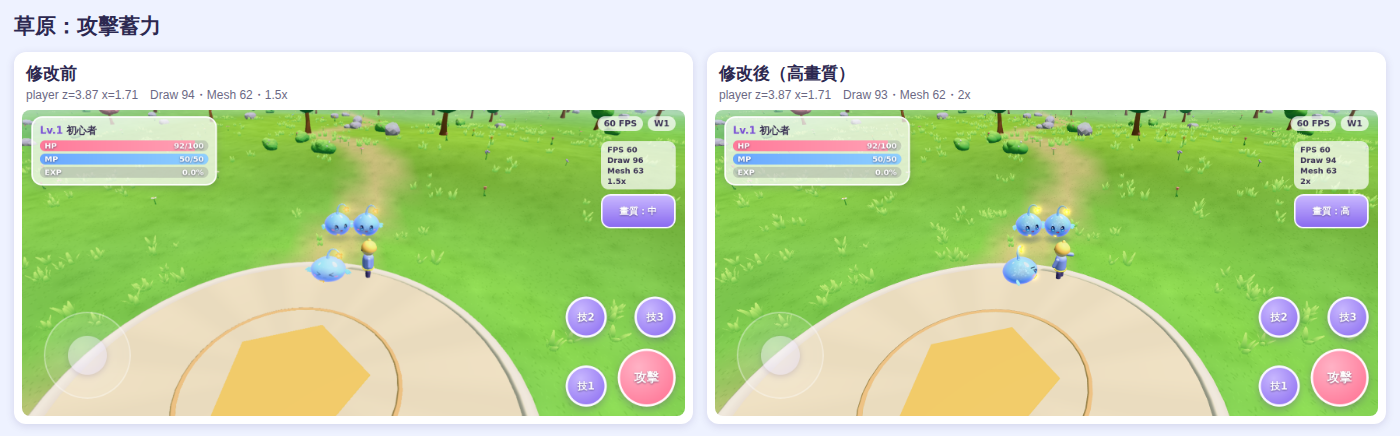 草原：攻擊蓄力
修改前
player z=3.87 x=1.71 Draw 94・Mesh 62・1.5x
Lv.1 初心者
HP 92/100
MP 50/50
EXP 0.0%
60 FPS W1
FPS 60
Draw 96
Mesh 63
1.5x
畫質：中
技2 技3
技1 攻擊
修改後（高畫質）
player z=3.87 x=1.71 Draw 93・Mesh 62・2x
Lv.1 初心者
HP 92/100
MP 50/50
EXP 0.0%
60 FPS W1
FPS 60
Draw 94
Mesh 63
2x
畫質：高
技2 技3
技1 攻擊